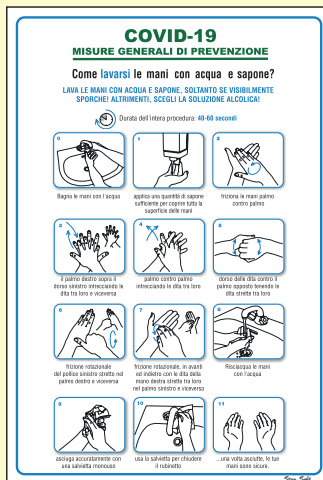 COVID-19
MISURE GENERALI DI PREVENZIONE
Come lavarsi le mani con acqua e sapone?
LAVA LE MANI CON ACQUA E SAPONE, SOLTANTO SE VISIBILMENTE
SPORCHE! ALTRIMENTI, SCEGLI LA SOLUZIONE ALCOLICA!
Durata dell'intera procedura: 40-60 secondi
0
1
2
Bagna le mani con l'acqua
applica una quantità di sapone
sufficiente per coprire tutta la
superficie delle mani
friziona le mani palmo
contro palmo
3
4
5
il palmo destro sopra il
dorso sinistro intrecciando le
dita tra loro e viceversa
palmo contro palmo
intrecciando le dita tra loro
dorso delle dita contro il
palmo opposto tenendo le
dita strette tra loro
6
7
8
frizione rotazionale
del pollice sinistro stretto nel
palmo destro e viceversa
frizione rotazionale, in avanti
ed indietro con le dita della
mano destra strette tra loro
nel palmo sinistro e viceversa
Risciacqua le mani
con l'acqua
9
10
11
asciuga accuratamente con
una salvietta monouso
usa la salvietta per chiudere
il rubinetto
...una volta asciutte, le tue
mani sono sicure.